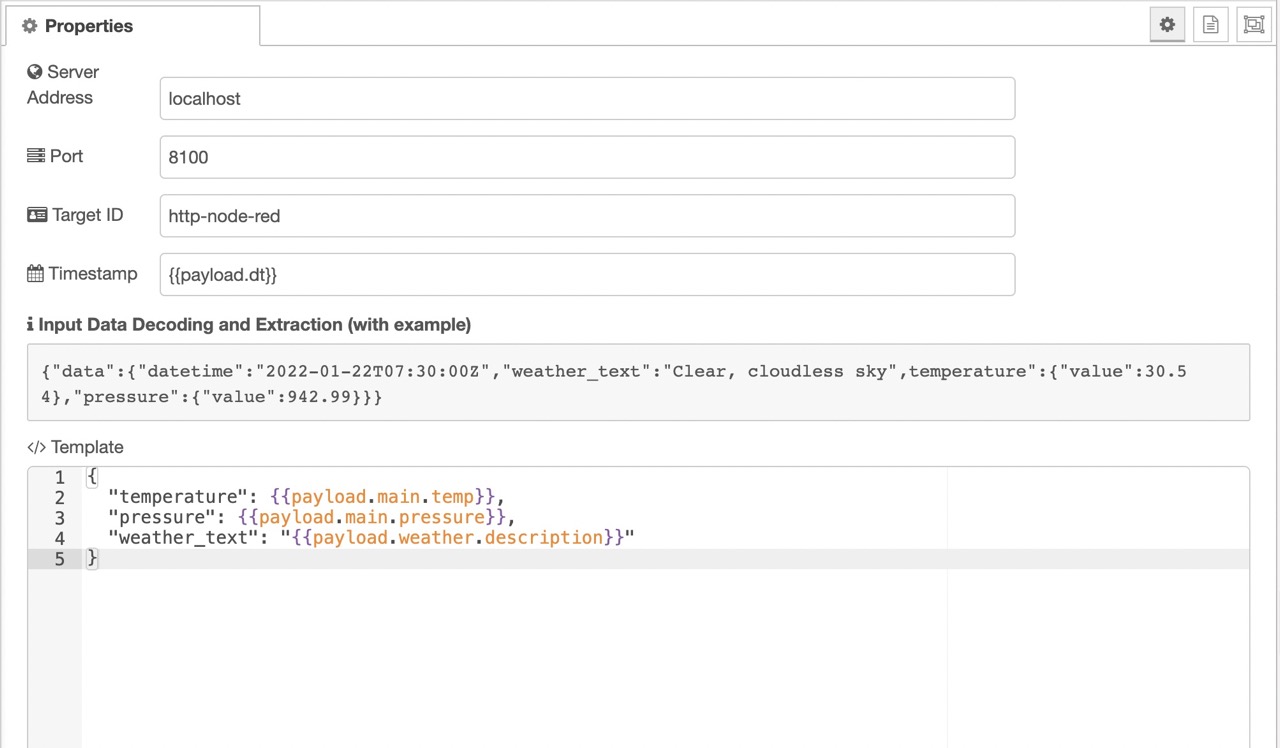 Properties
Server
Address
localhost
Port
8100
Target ID
http-node-red
Timestamp
{{payload.dt}}
Input Data Decoding and Extraction (with example)
{"data":{"datetime":"2022-01-22T07:30:00Z","weather_text":"Clear, cloudless sky",temperature":{"value":30.5
4},"pressure":{"value":942.99}}}
</> Template
1 {
2 "temperature": {{payload.main.temp}},
3 "pressure": {{payload.main.pressure}},
4 "weather_text": "{{payload.weather.description}}"
5 }